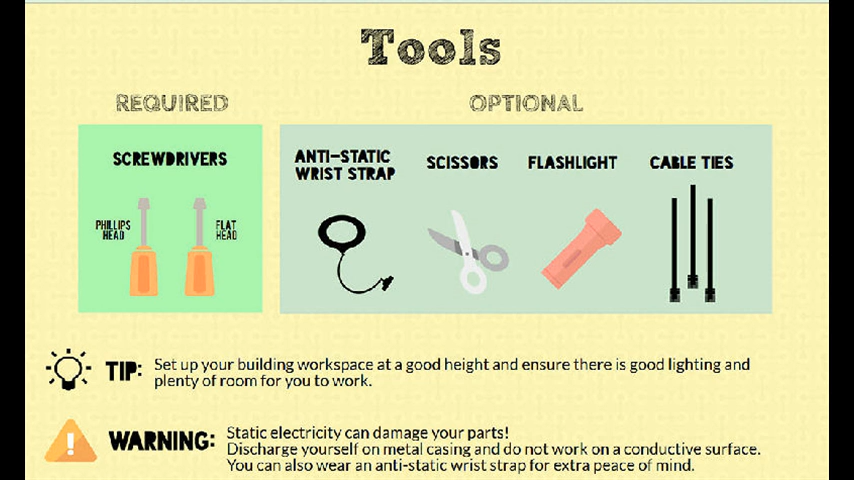 Tools
REQUIRED
OPTIONAL
SCREWDRIVERS
PHILLIPS
HEAD
FLAT
HEAD
ANTI-STATIC
WRIST STRAP
SCISSORS
FLASHLIGHT
CABLE TIES
TIP: Set up your building workspace at a good height and ensure there is good lighting and
plenty of room for you to work.
WARNING: Static electricity can damage your parts!
Discharge yourself on metal casing and do not work on a conductive surface.
You can also wear an anti-static wrist strap for extra peace of mind.